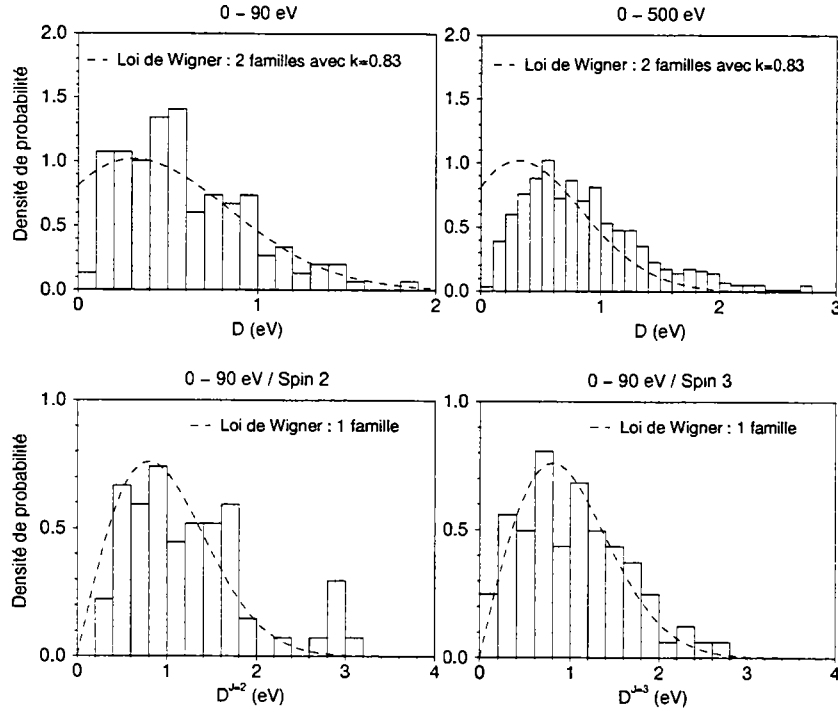 0 – 90 eV
2.0
1.5
1.0
0.5
0.0
Densité de probabilité
Loi de Wigner : 2 familles avec k=0.83
0
1
2
D (eV)
0 – 500 eV
2.0
1.5
1.0
0.5
0.0
Loi de Wigner : 2 familles avec k=0.83
0
1
2
3
D (eV)
0 – 90 eV / Spin 2
1.0
0.5
0.0
Densité de probabilité
Loi de Wigner : 1 famille
0
1
2
3
4
D^J=2 (eV)
0 – 90 eV / Spin 3
1.0
0.5
0.0
Loi de Wigner : 1 famille
0
1
2
3
4
D^J=3 (eV)